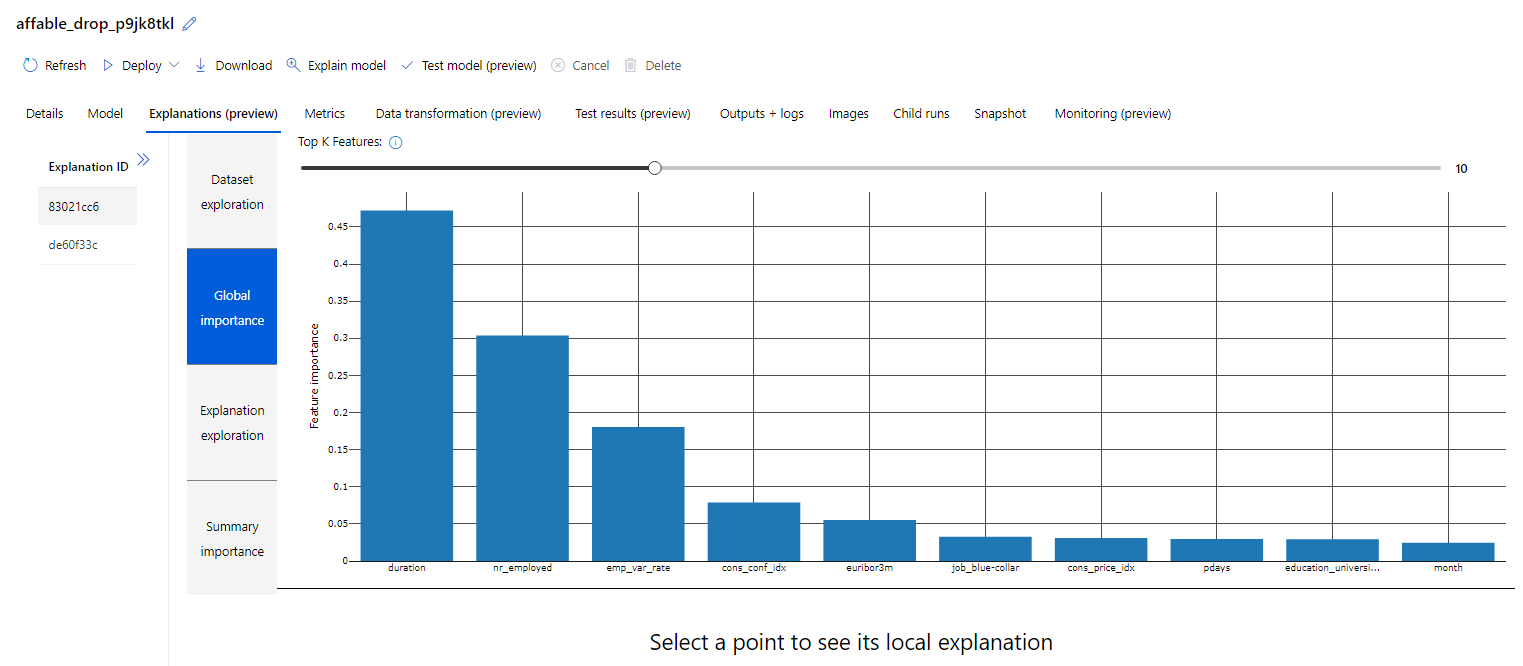 affable_drop_p9jk8tkl
Refresh Deploy Download Explain model Test model (preview) Cancel Delete
Details Model Explanations (preview) Metrics Data transformation (preview) Test results (preview) Outputs + logs Images Child runs Snapshot Monitoring (preview)
Explanation ID
83021cc6
de60f33c
Dataset
exploration
Global
importance
Explanation
exploration
Summary
importance
Top K Features:
10
Feature importance
0.45
0.4
0.35
0.3
0.25
0.2
0.15
0.1
0.05
0
duration nr_employed emp_var_rate cons_conf_idx euribor3m job_blue-collar cons_price_idx pdays education_universi... month
Select a point to see its local explanation